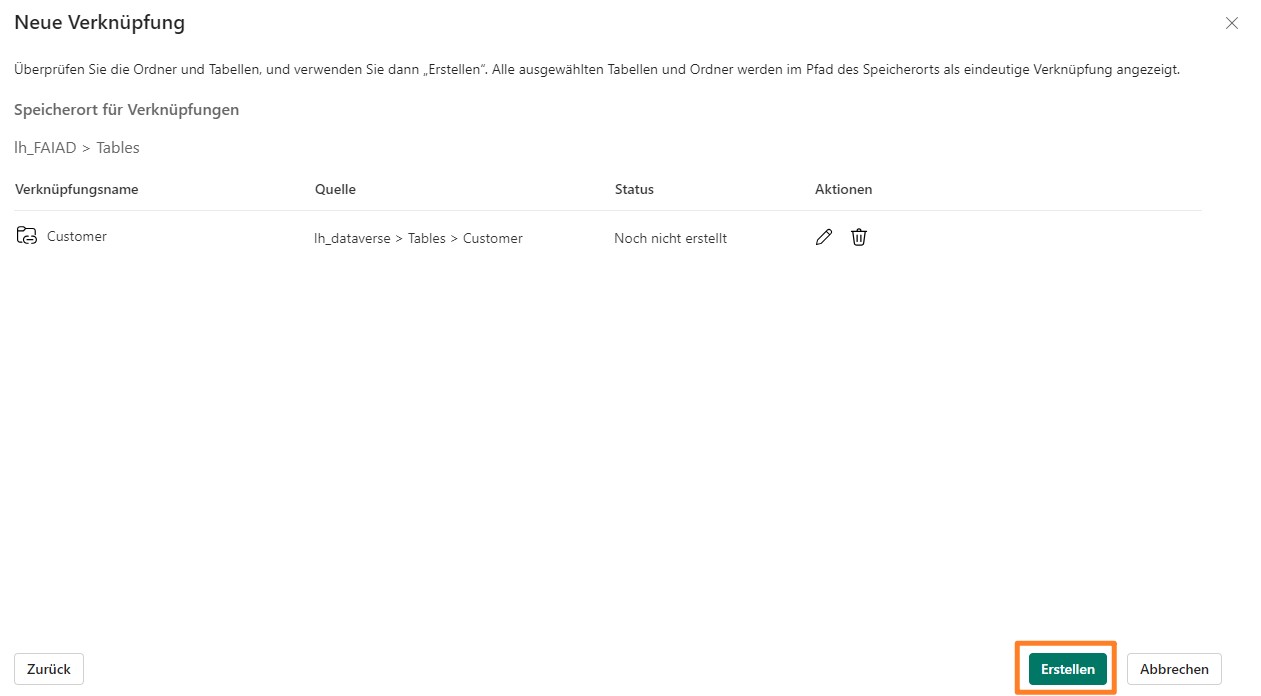 Neue Verknüpfung
Überprüfen Sie die Ordner und Tabellen, und verwenden Sie dann „Erstellen“. Alle ausgewählten Tabellen und Ordner werden im Pfad des Speicherorts als eindeutige Verknüpfung angezeigt.
Speicherort für Verknüpfungen
lh_FAIAD > Tables
Verknüpfungsname Quelle Status Aktionen
Customer lh_dataverse > Tables > Customer Noch nicht erstellt
Zurück Erstellen Abbrechen